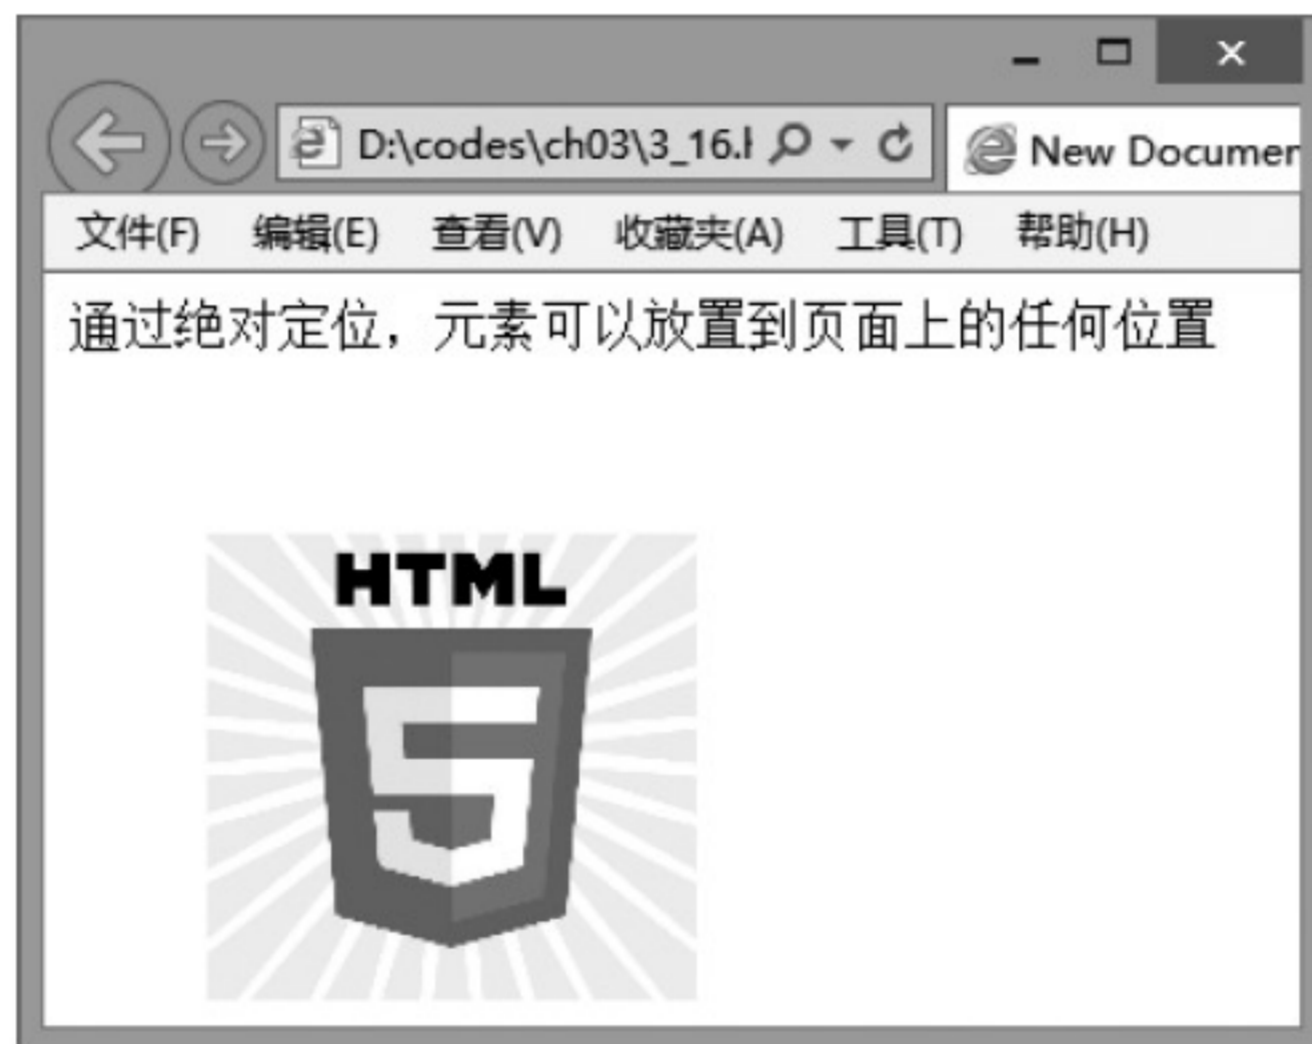 D:\codes\ch03\3_16.h
New Documen
文件(F) 编辑(E) 查看(V) 收藏夹(A) 工具(T) 帮助(H)
通过绝对定位，元素可以放置到页面上的任何位置
HTML
5